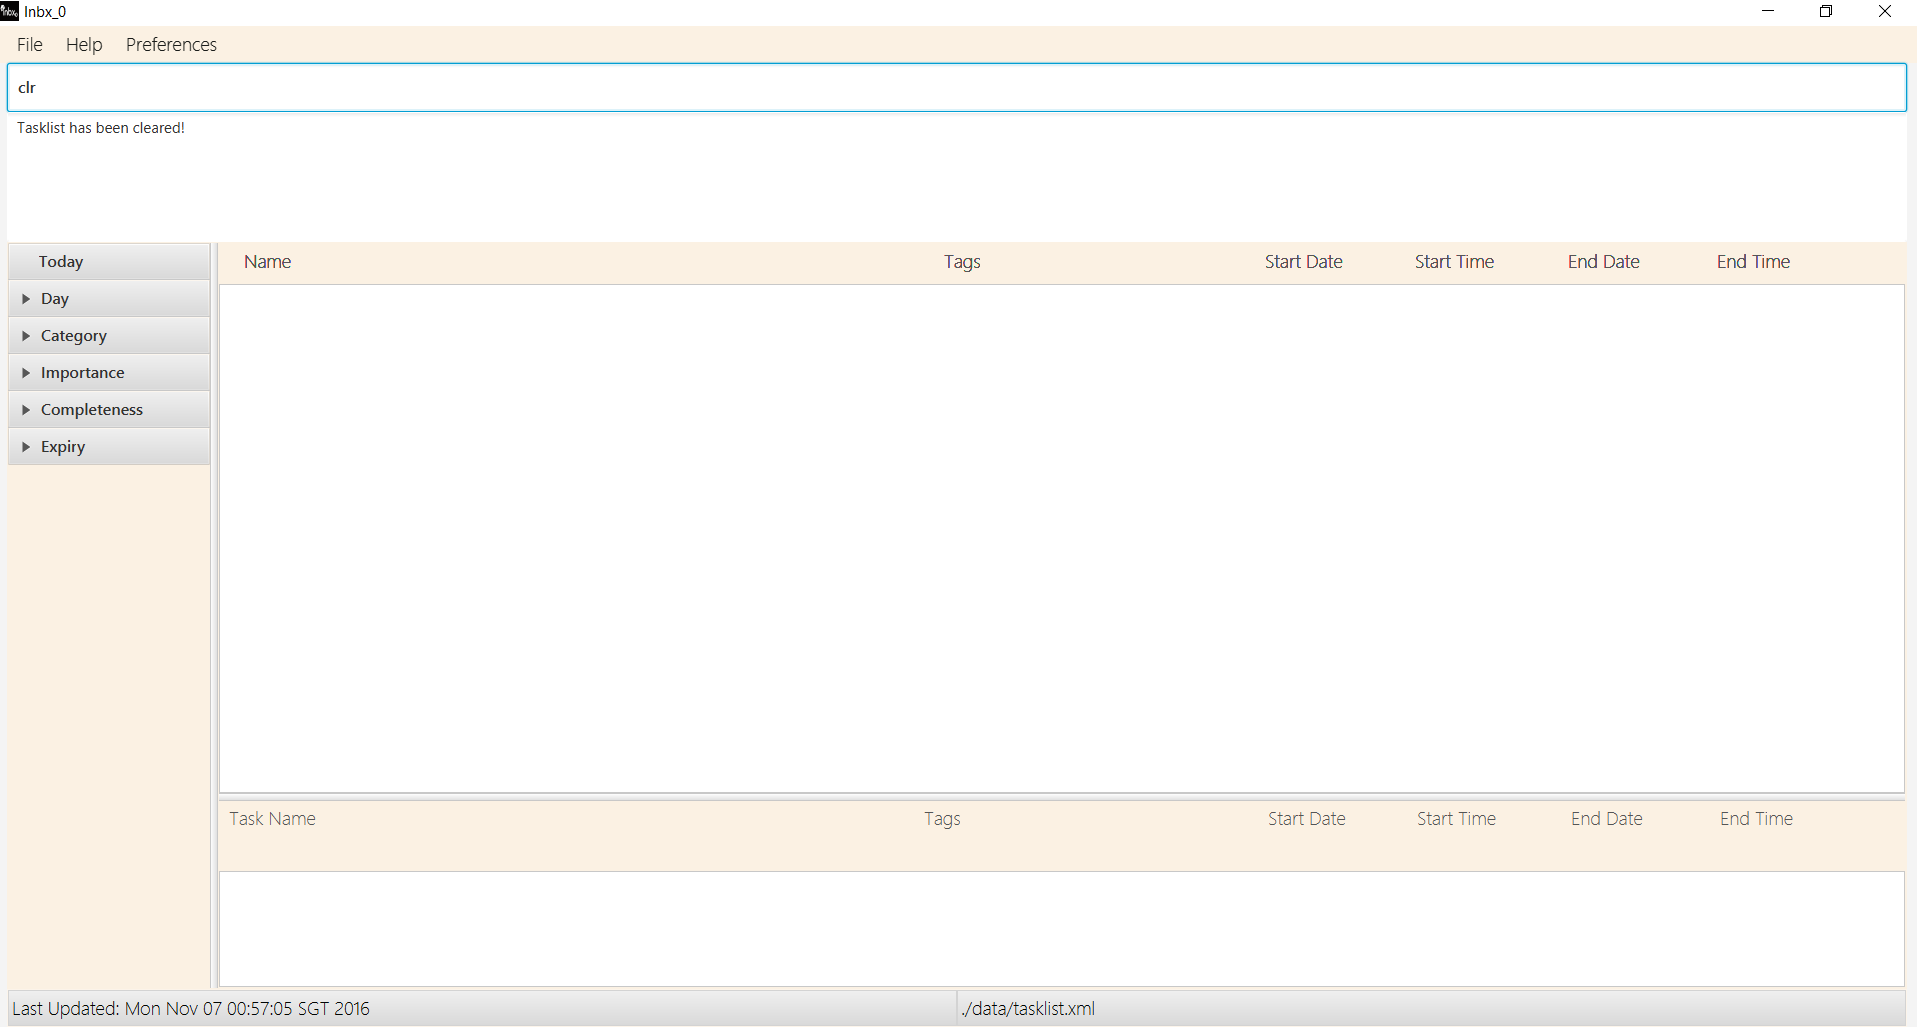 Inbx_0
File Help Preferences
clr
Tasklist has been cleared!
Today
Day
Category
Importance
Completeness
Expiry
Name Tags Start Date Start Time End Date End Time
Task Name Tags Start Date Start Time End Date End Time
Last Updated: Mon Nov 07 00:57:05 SGT 2016 ./data/tasklist.xml